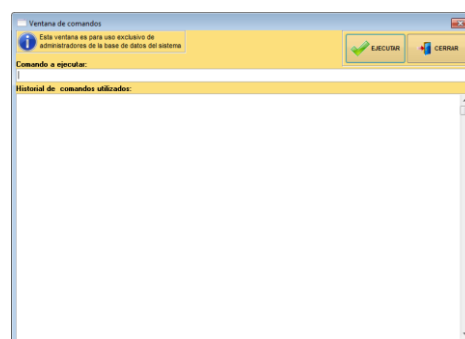 Ventana de comandos
Esta ventana es para uso exclusivo de
administradores de la base de datos del sistema
EJECUTAR
CERRAR
Comando a ejecutar:
Historial de comandos utilizados: